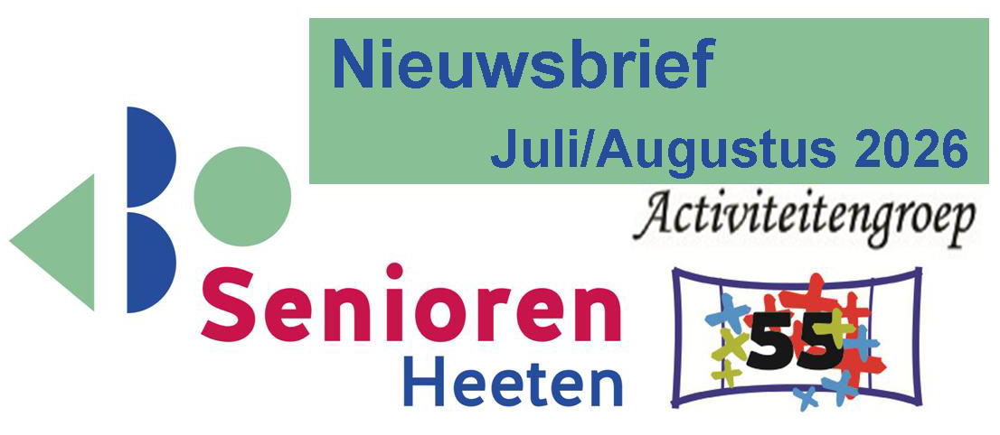 Nieuwsbrief
Juli/Augustus 2026
Activiteitengroep
Senioren
Heeten
55